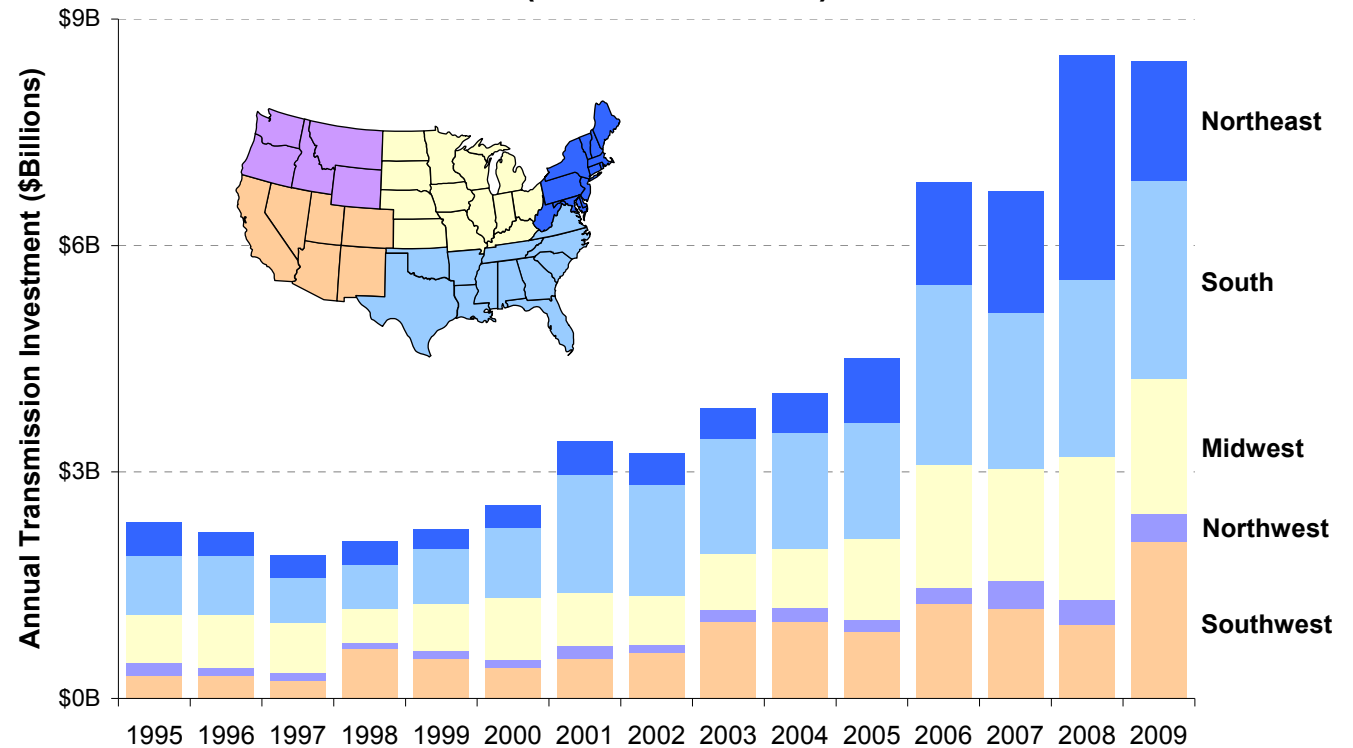 $9B
$6B
$3B
$0B
Annual Transmission Investment ($Billions)
Northeast
South
Midwest
Northwest
Southwest
1995 1996 1997 1998 1999 2000 2001 2002 2003 2004 2005 2006 2007 2008 2009